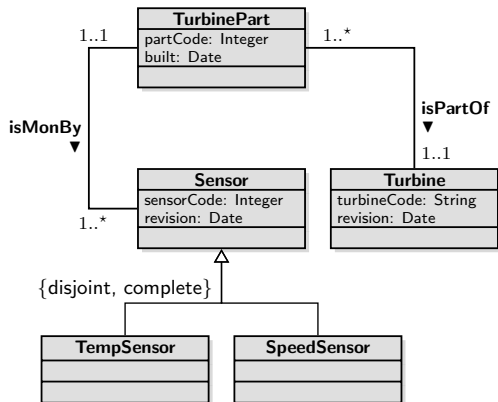 TurbinePart
partCode: Integer
built: Date
1..1
1..*
isMonBy
▼
isPartOf
▼
1..*
1..1
Sensor
sensorCode: Integer
revision: Date
Turbine
turbineCode: String
revision: Date
{disjoint, complete}
TempSensor
SpeedSensor